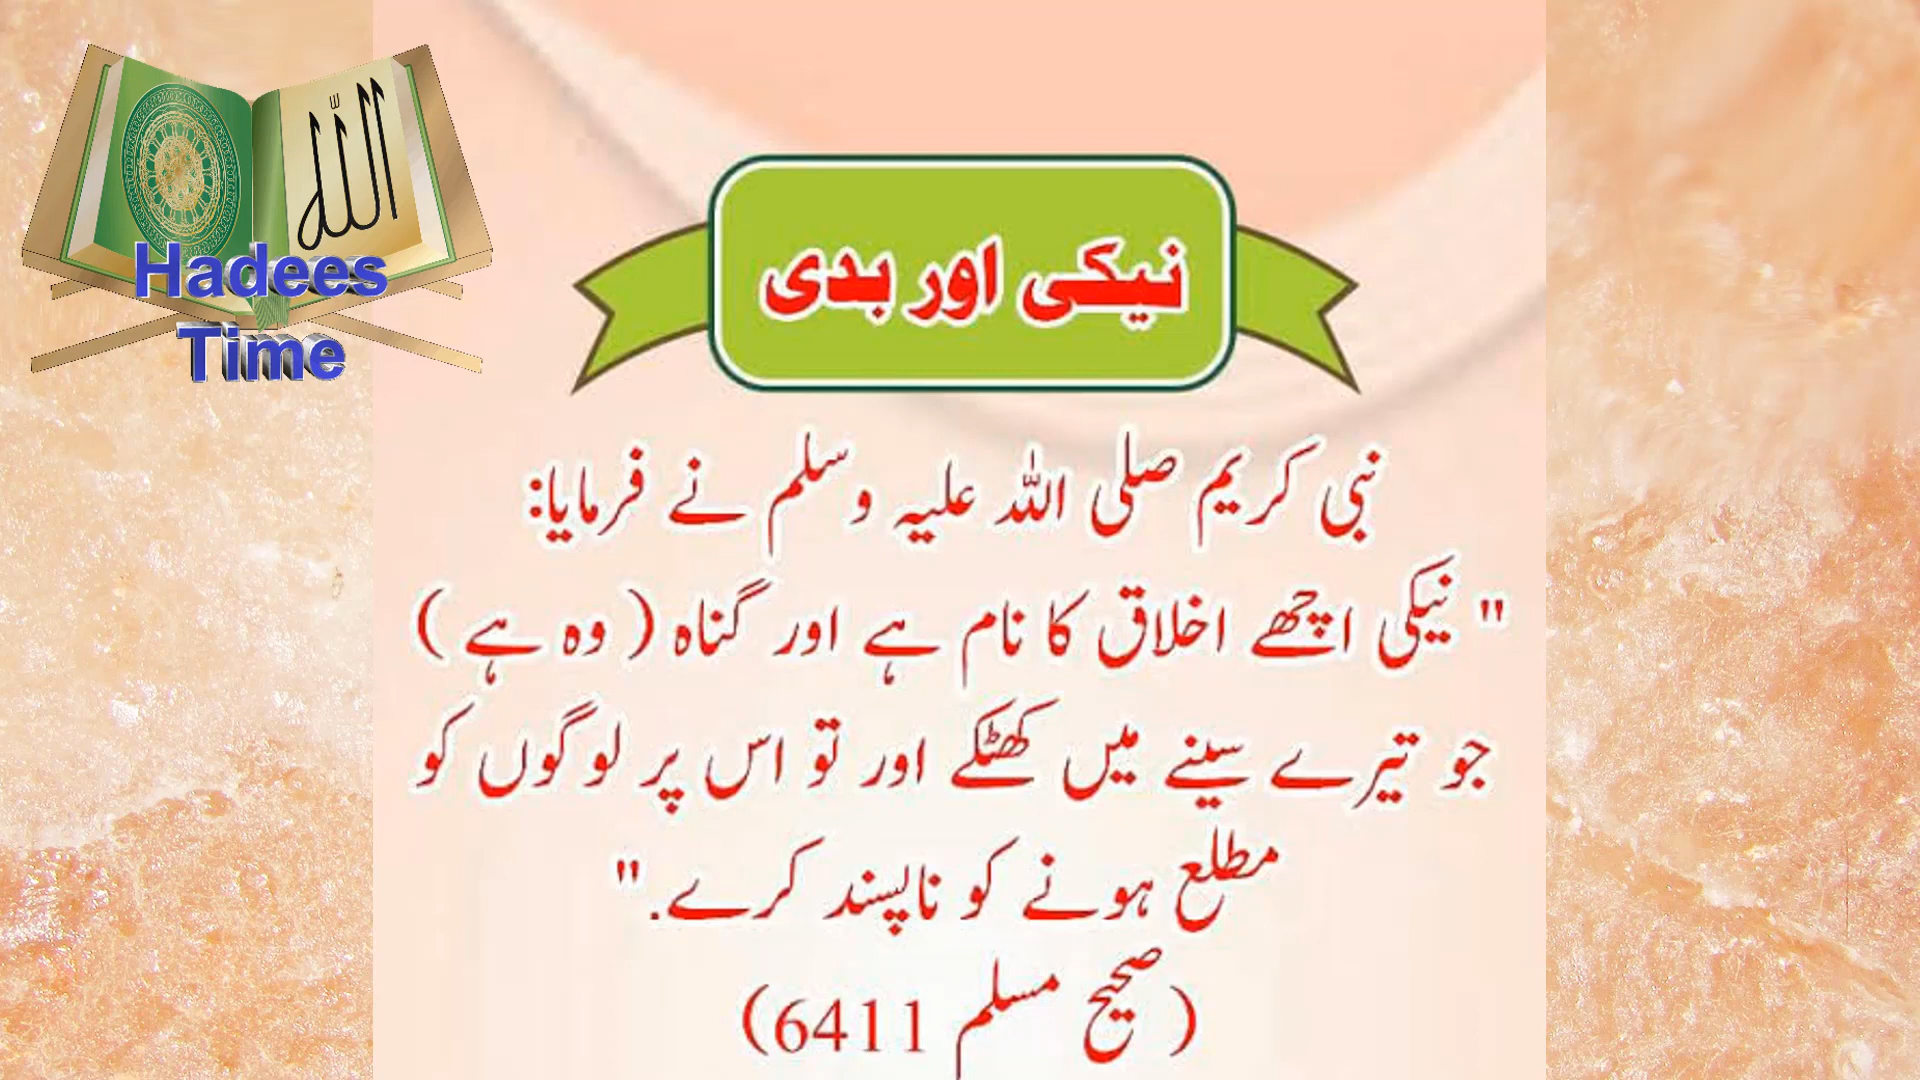 الله
Hadees
Time
نیکی اور بدی
نبی کریم صلی اللہ علیہ وسلم نے فرمایا:
" نیکی اچھے اخلاق کا نام ہے اور گناہ ( وہ ہے )
جو تیرے سینے میں کھٹکے اور تو اس پر لوگوں کو
مطلع ہونے کو ناپسند کرے۔"
(صحیح مسلم 6411)